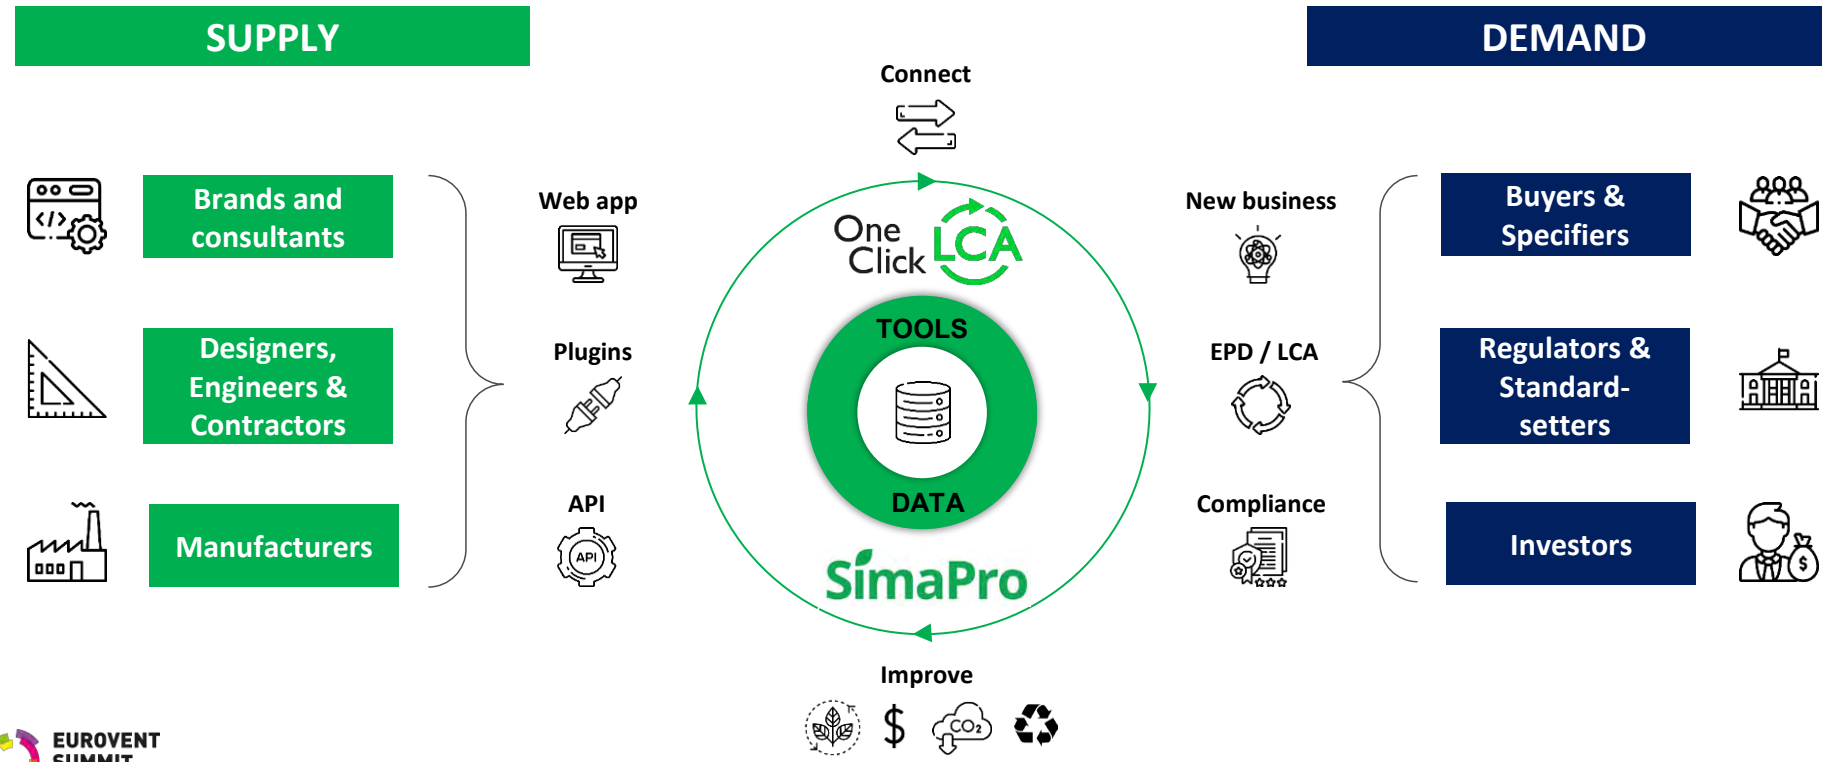 SUPPLY
DEMAND
Connect
Brands and
consultants
Designers,
Engineers &
Contractors
Manufacturers
Web app
Plugins
API
API
One
Click
LCA
TOOLS
DATA
SimaPro
Improve
$
CO2
New business
EPD / LCA
Compliance
Buyers &
Specifiers
Regulators &
Standard-
setters
Investors
$
EUROVENT
SUMMIT